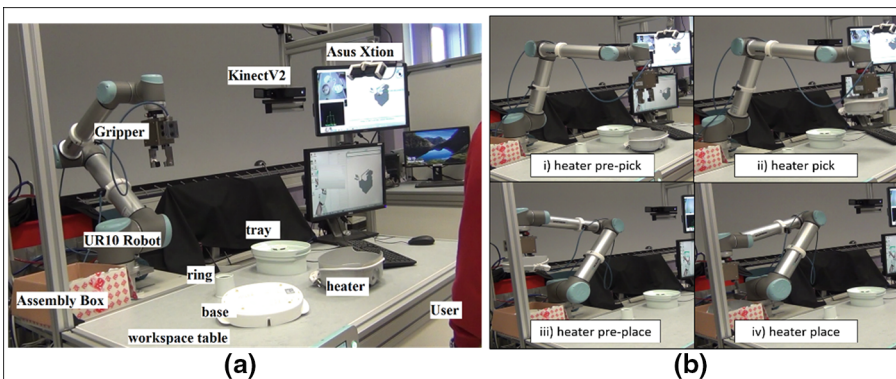 Asus Xtion
KinectV2
Gripper
UR10 Robot
tray
ring
Assembly Box
heater
base
User
workspace table
(a)
i) heater pre-pick
ii) heater pick
iii) heater pre-place
iv) heater place
(b)